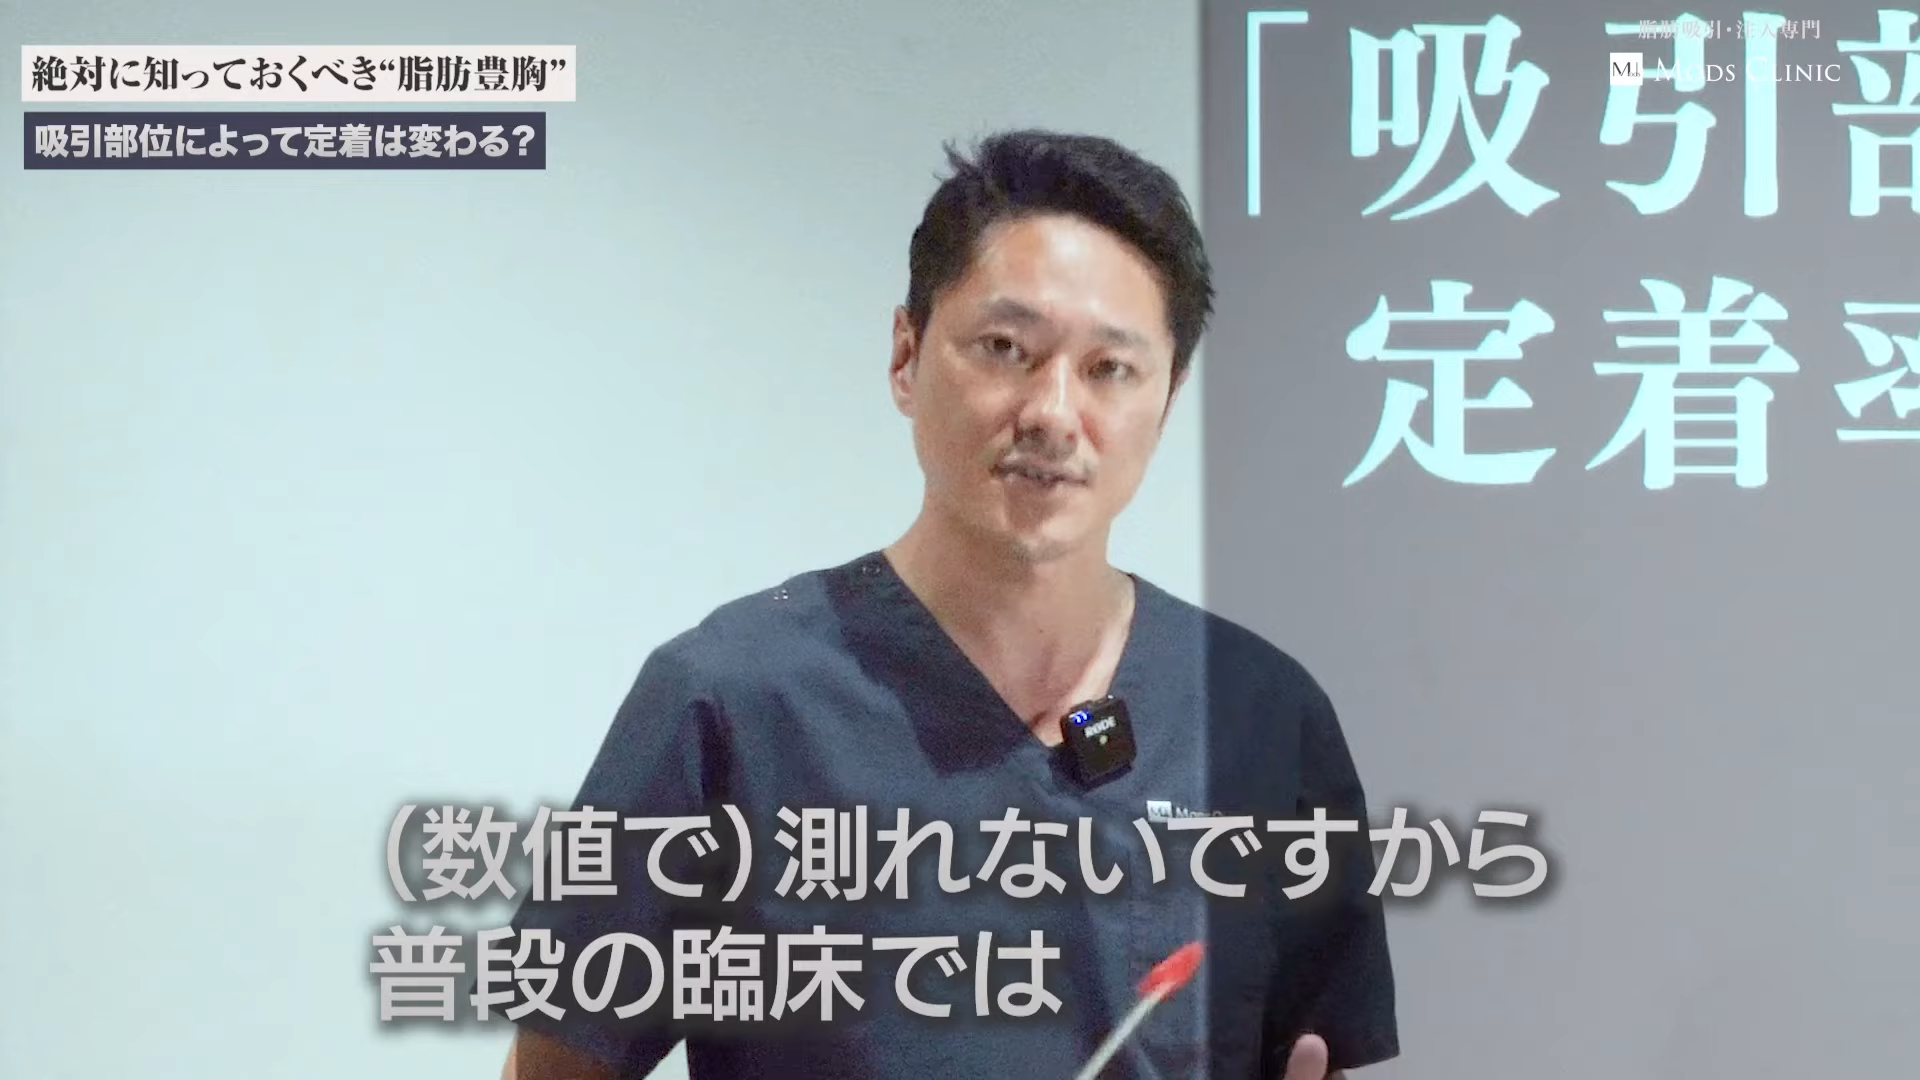 絶対に知っておくべき“脂肪豊胸”
吸引部位によって定着は変わる?
脂肪吸引・注入専門
MODS CLINIC
「吸引部
定着率
RODE
(数値で)測れないですから
普段の臨床では